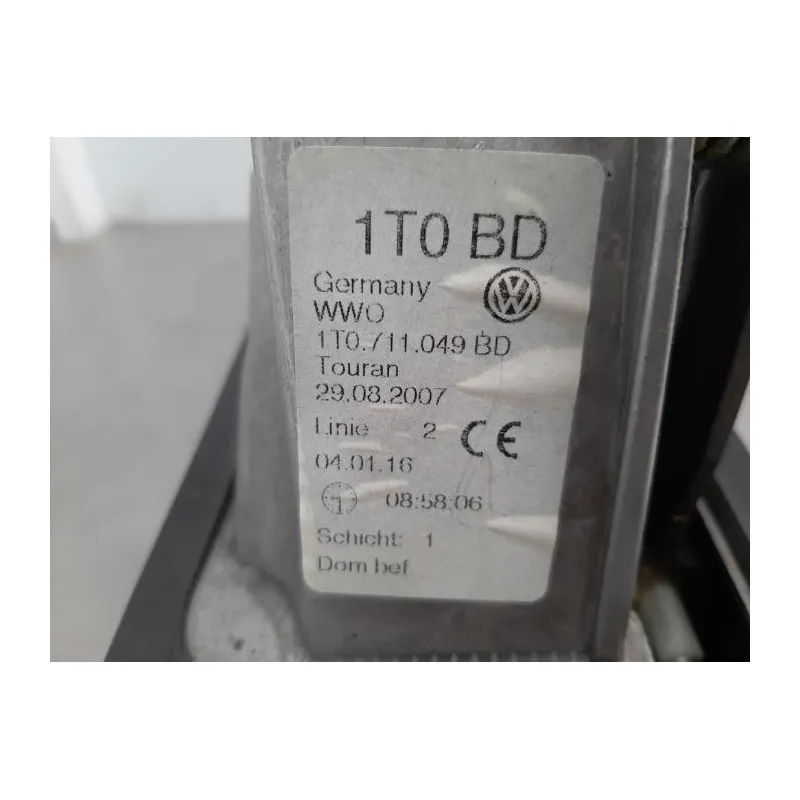 1T0 BD
Germany
WWO
1T0.711.049 BD
Touran
29.08.2007
Linie 2 CE
04.01.16
08:58:06
Schicht: 1
Dom bef.